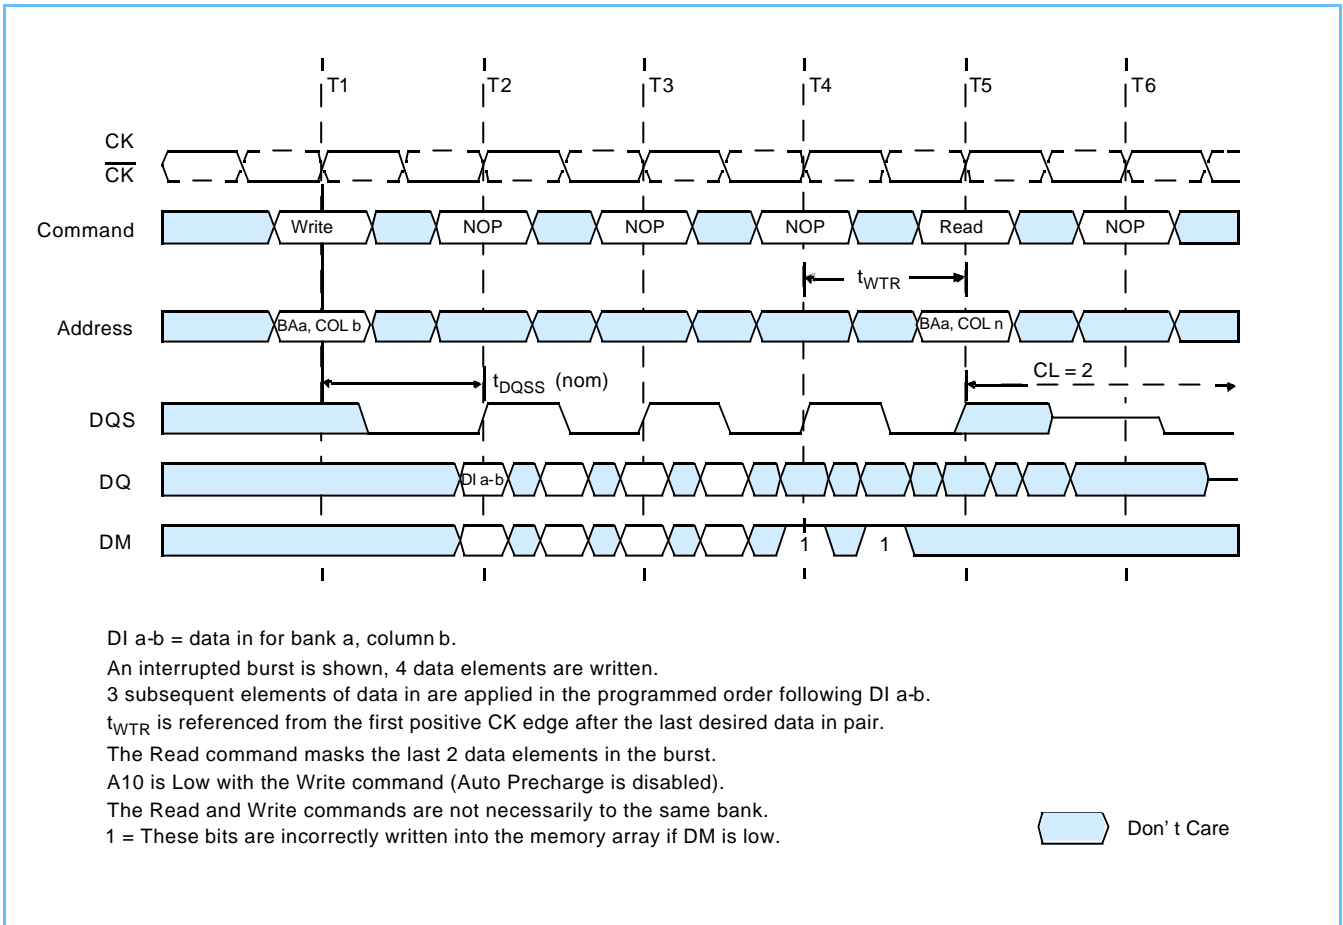 T1 T2 T3 T4 T5 T6
CK
CK
Command Write NOP NOP NOP Read NOP
tWTR
Address BAa, COL b BAa, COL n
tDQSS (nom) CL = 2
DQS
DQ DI a-b
DM 1 1
DI a-b = data in for bank a, column b.
An interrupted burst is shown, 4 data elements are written.
3 subsequent elements of data in are applied in the programmed order following DI a-b.
tWTR is referenced from the first positive CK edge after the last desired data in pair.
The Read command masks the last 2 data elements in the burst.
A10 is Low with the Write command (Auto Precharge is disabled).
The Read and Write commands are not necessarily to the same bank.
1 = These bits are incorrectly written into the memory array if DM is low.
Don' t Care